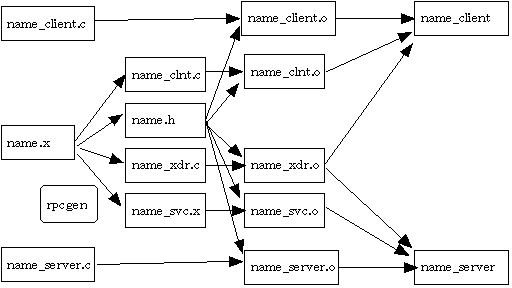 name_client.c
name_client.o
name_client
name_clnt.c
name_clnt.o
name.h
name.x
name_xdr.c
name_xdr.o
rpcgen
name_svc.x
name_svc.o
name_server.c
name_server.o
name_server